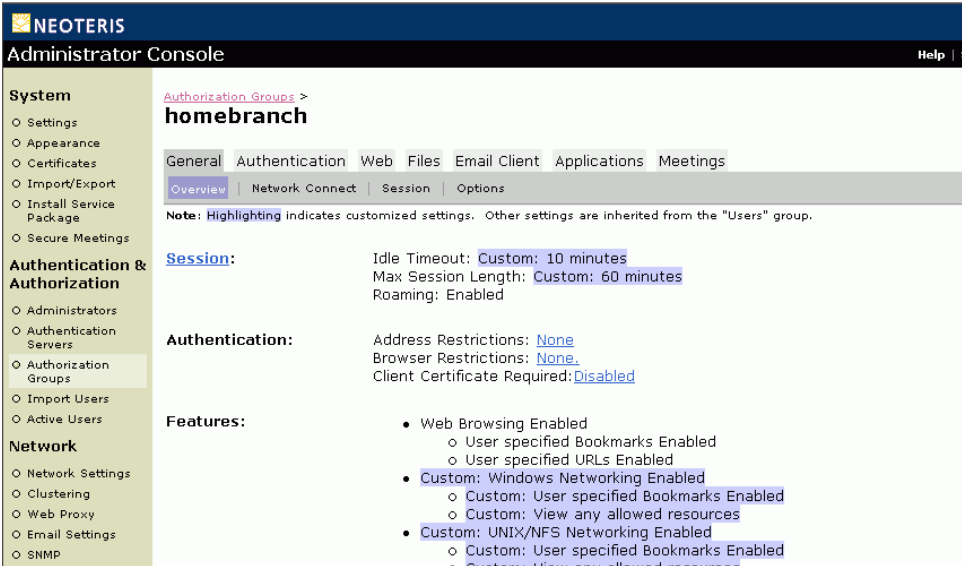 NEOTERIS
Administrator Console
Help |
System
Settings
Appearance
Certificates
Import/Export
Install Service
Package
Secure Meetings
Authentication &
Authorization
Administrators
Authentication
Servers
Authorization
Groups
Import Users
Active Users
Network
Network Settings
Clustering
Web Proxy
Email Settings
SNMP
Authorization Groups >
homebranch
General Authentication Web Files Email Client Applications Meetings
Overview | Network Connect | Session | Options
Note: Highlighting indicates customized settings. Other settings are inherited from the "Users" group.
Session: Idle Timeout: Custom: 10 minutes
Max Session Length: Custom: 60 minutes
Roaming: Enabled
Authentication: Address Restrictions: None
Browser Restrictions: None.
Client Certificate Required: Disabled
Features: • Web Browsing Enabled
o User specified Bookmarks Enabled
o User specified URLs Enabled
• Custom: Windows Networking Enabled
o Custom: User specified Bookmarks Enabled
o Custom: View any allowed resources
• Custom: UNIX/NFS Networking Enabled
o Custom: User specified Bookmarks Enabled
o Custom: View any allowed resources